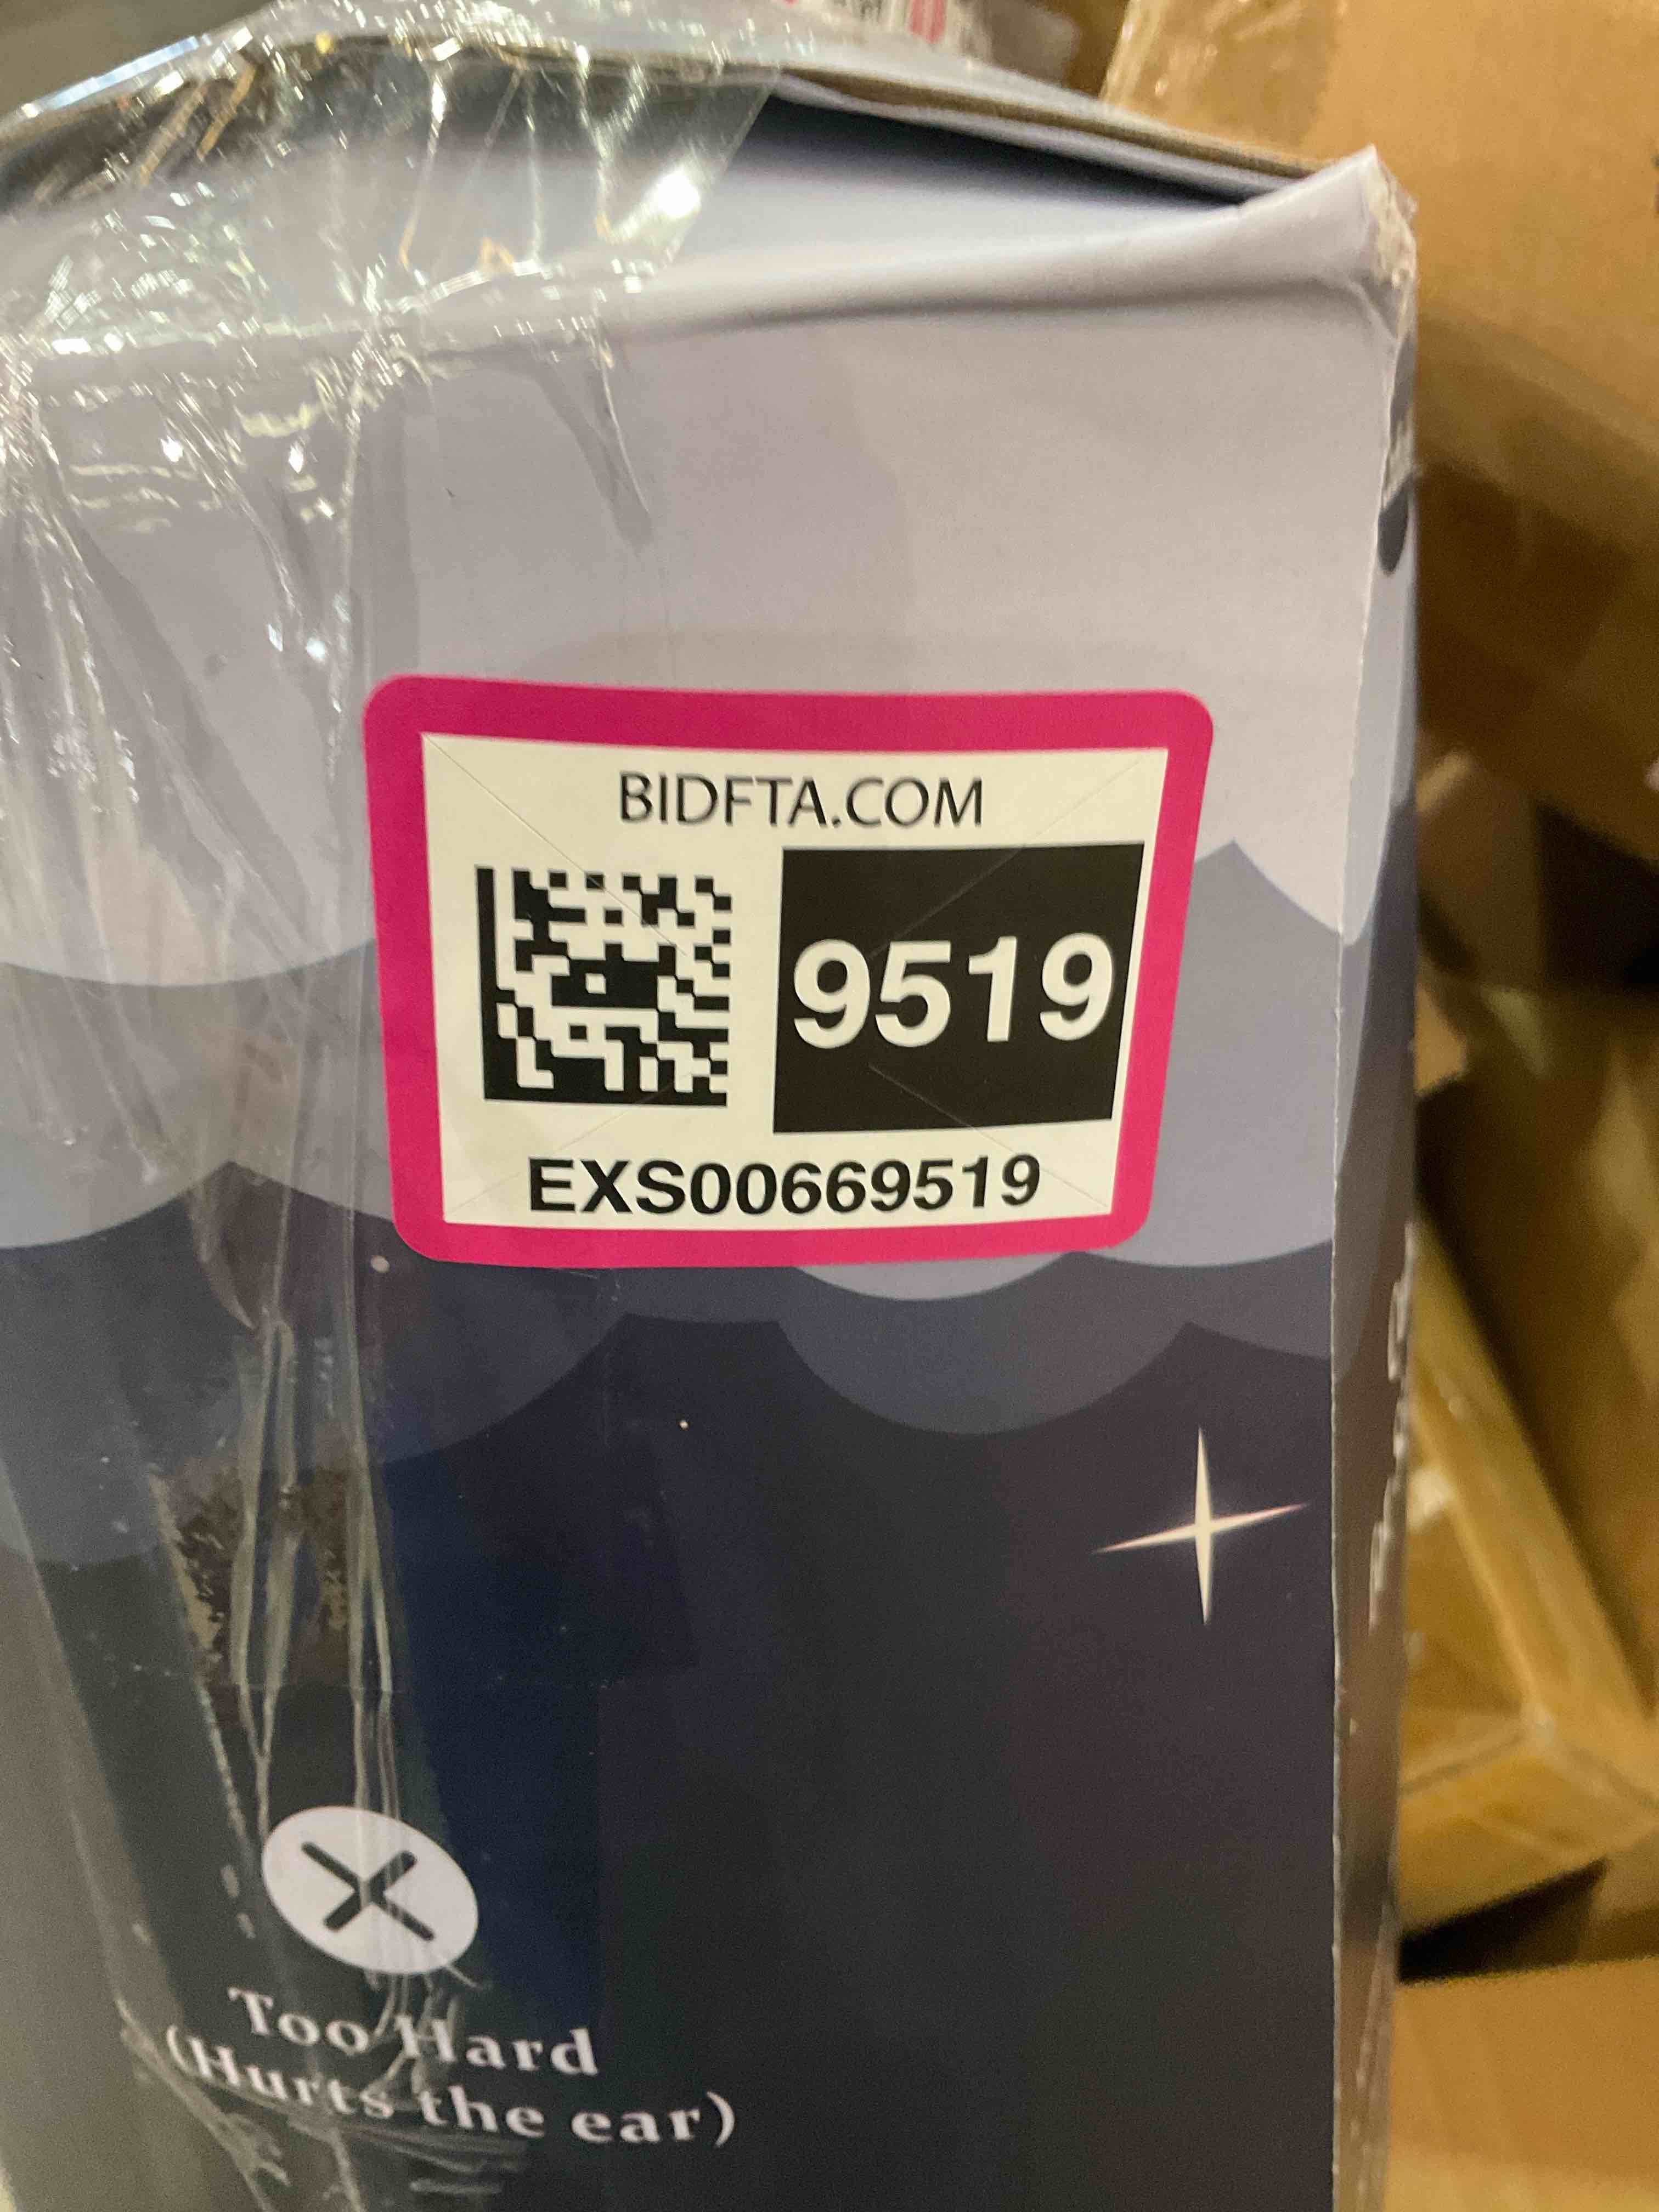 BIDFTA.COM
9519
EXS00669519
Too Hard
(Hurts the ear)